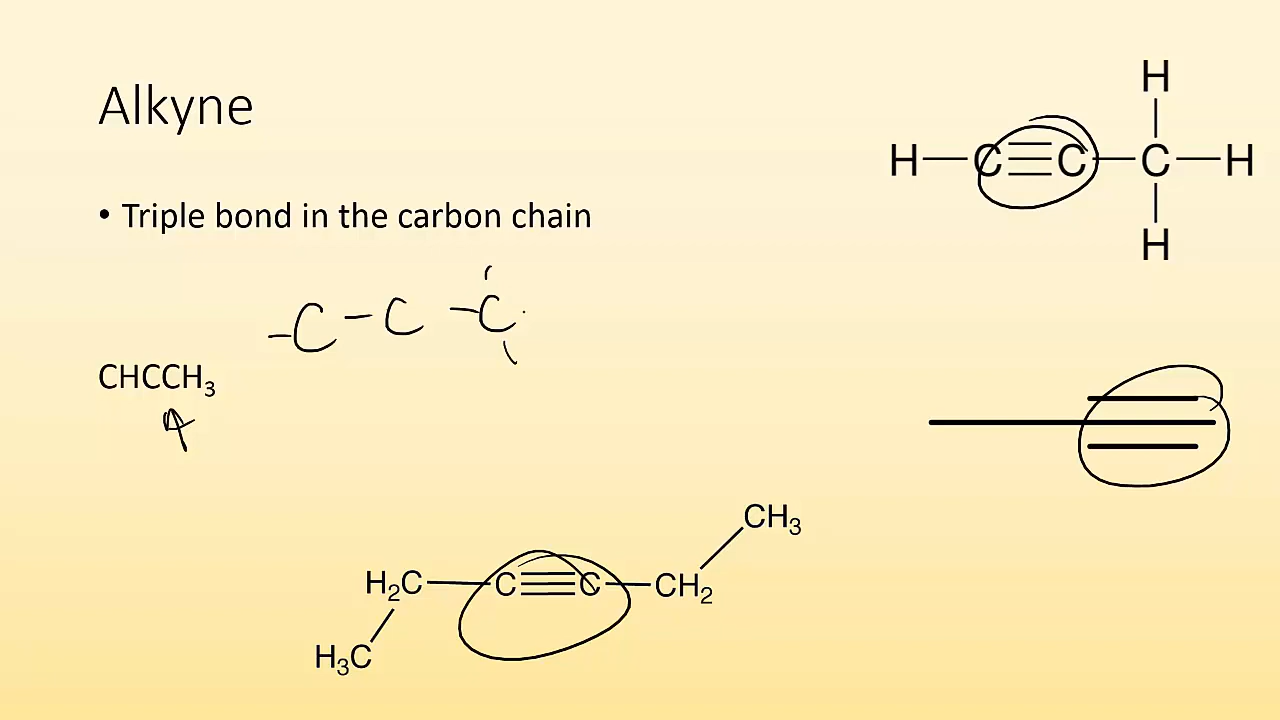 Alkyne
• Triple bond in the carbon chain
H
H—C≡C—C—H
H
-C-C-C
CHCCH₃
CH₃
H₂C—C≡C—CH₂
H₃C